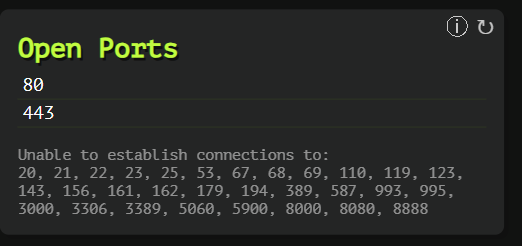 Open Ports
80
443
Unable to establish connections to:
20, 21, 22, 23, 25, 53, 67, 68, 69, 110, 119, 123,
143, 156, 161, 162, 179, 194, 389, 587, 993, 995,
3000, 3306, 3389, 5060, 5900, 8000, 8080, 8888